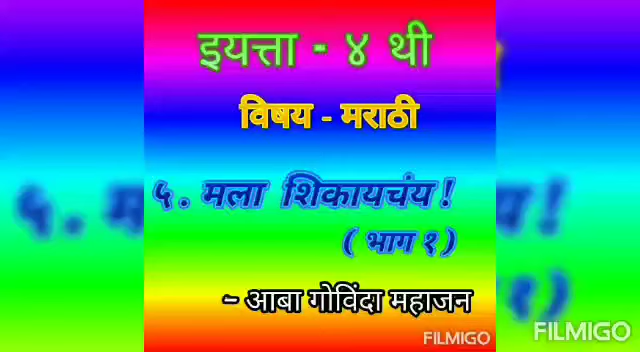 इयत्ता - ४ थी
विषय - मराठी
५. मला शिकायचंय!
( भाग १)
- आबा गोविंदा महाजन
FILMIGO
FILMIGO